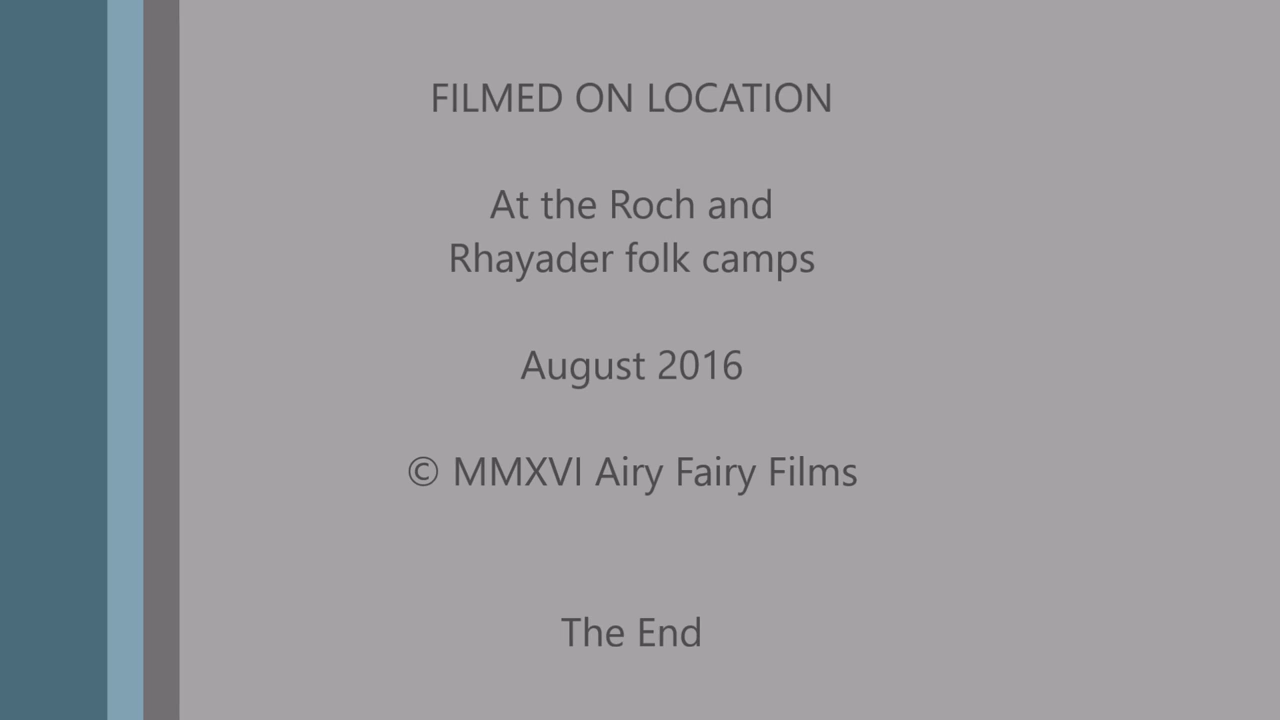 FILMED ON LOCATION
At the Roch and
Rhayader folk camps
August 2016
© MMXVI Airy Fairy Films
The End